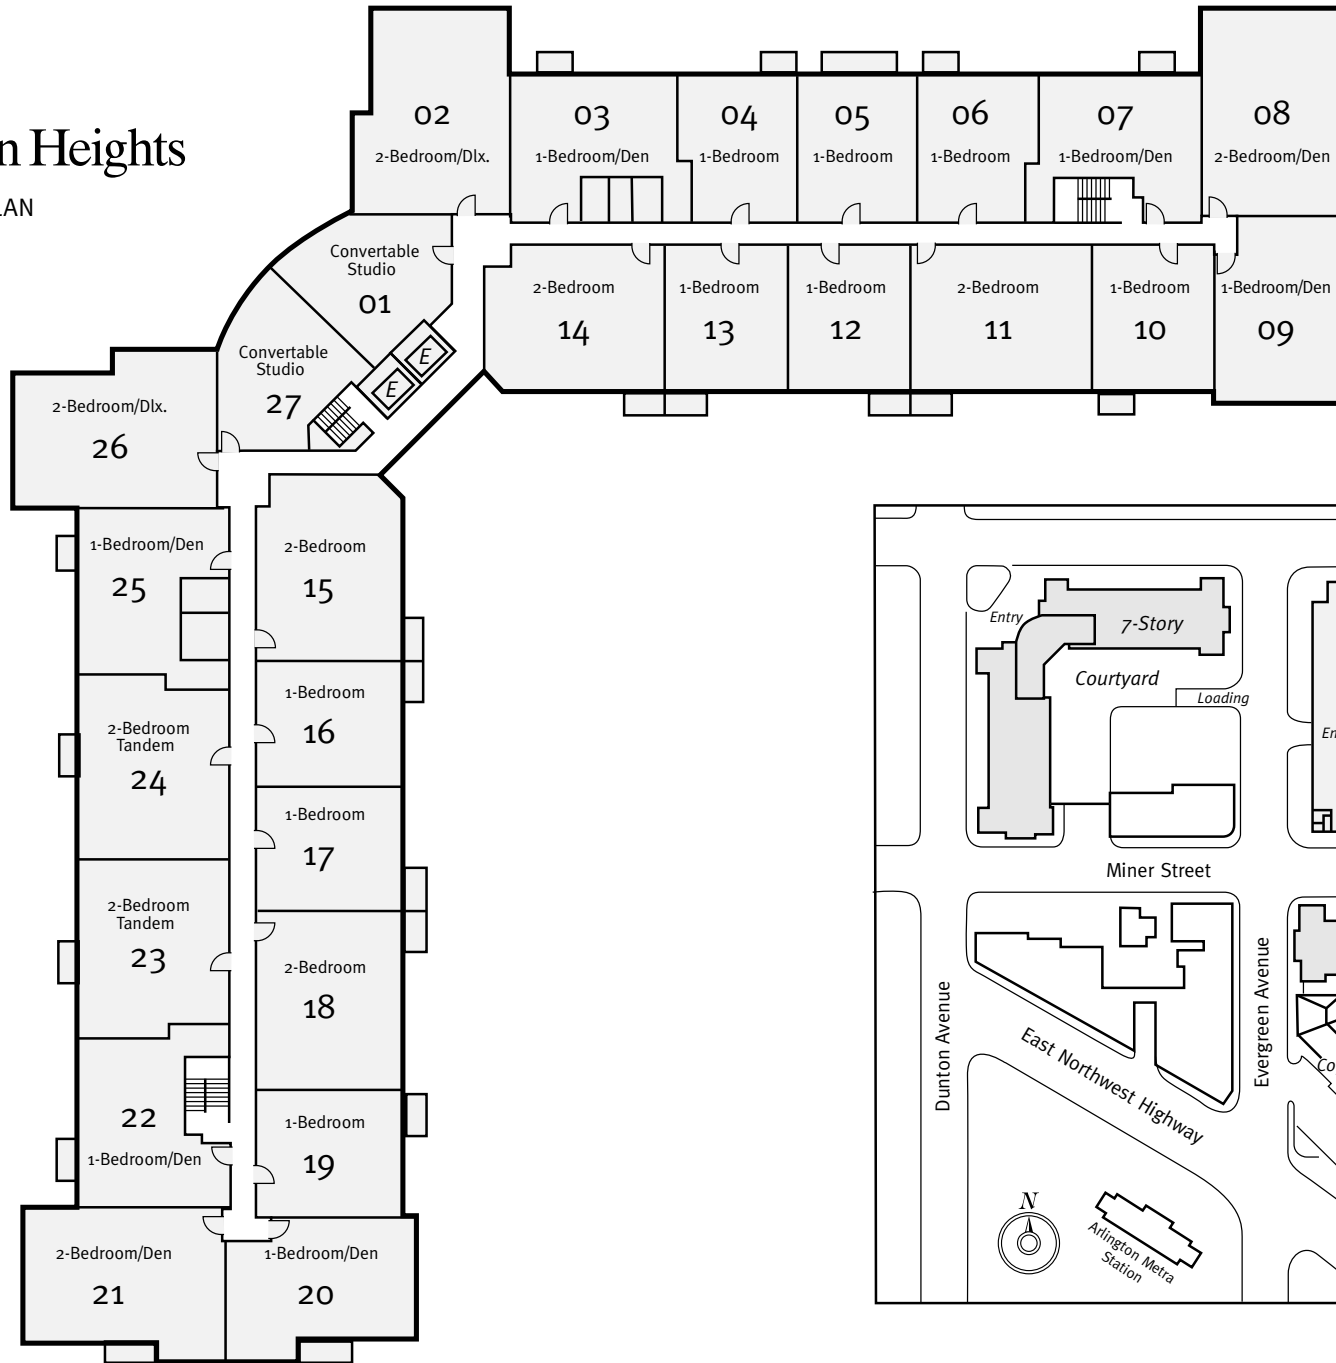 n Heights
LAN
02
2-Bedroom/Dlx.
03
1-Bedroom/Den
04
1-Bedroom
05
1-Bedroom
06
1-Bedroom
07
1-Bedroom/Den
08
2-Bedroom/Den
Convertable
Studio
01
Convertable
Studio
27
E
E
2-Bedroom
14
1-Bedroom
13
1-Bedroom
12
2-Bedroom
11
1-Bedroom
10
1-Bedroom/Den
09
2-Bedroom/Dlx.
26
1-Bedroom/Den
25
2-Bedroom
15
1-Bedroom
16
2-Bedroom
Tandem
24
1-Bedroom
17
2-Bedroom
Tandem
23
2-Bedroom
18
22
1-Bedroom/Den
1-Bedroom
19
2-Bedroom/Den
21
1-Bedroom/Den
20
Entry
7-Story
Courtyard
Loading
En
Miner Street
Dunton Avenue
East Northwest Highway
Evergreen Avenue
Co
N
Arlington Metra
Station